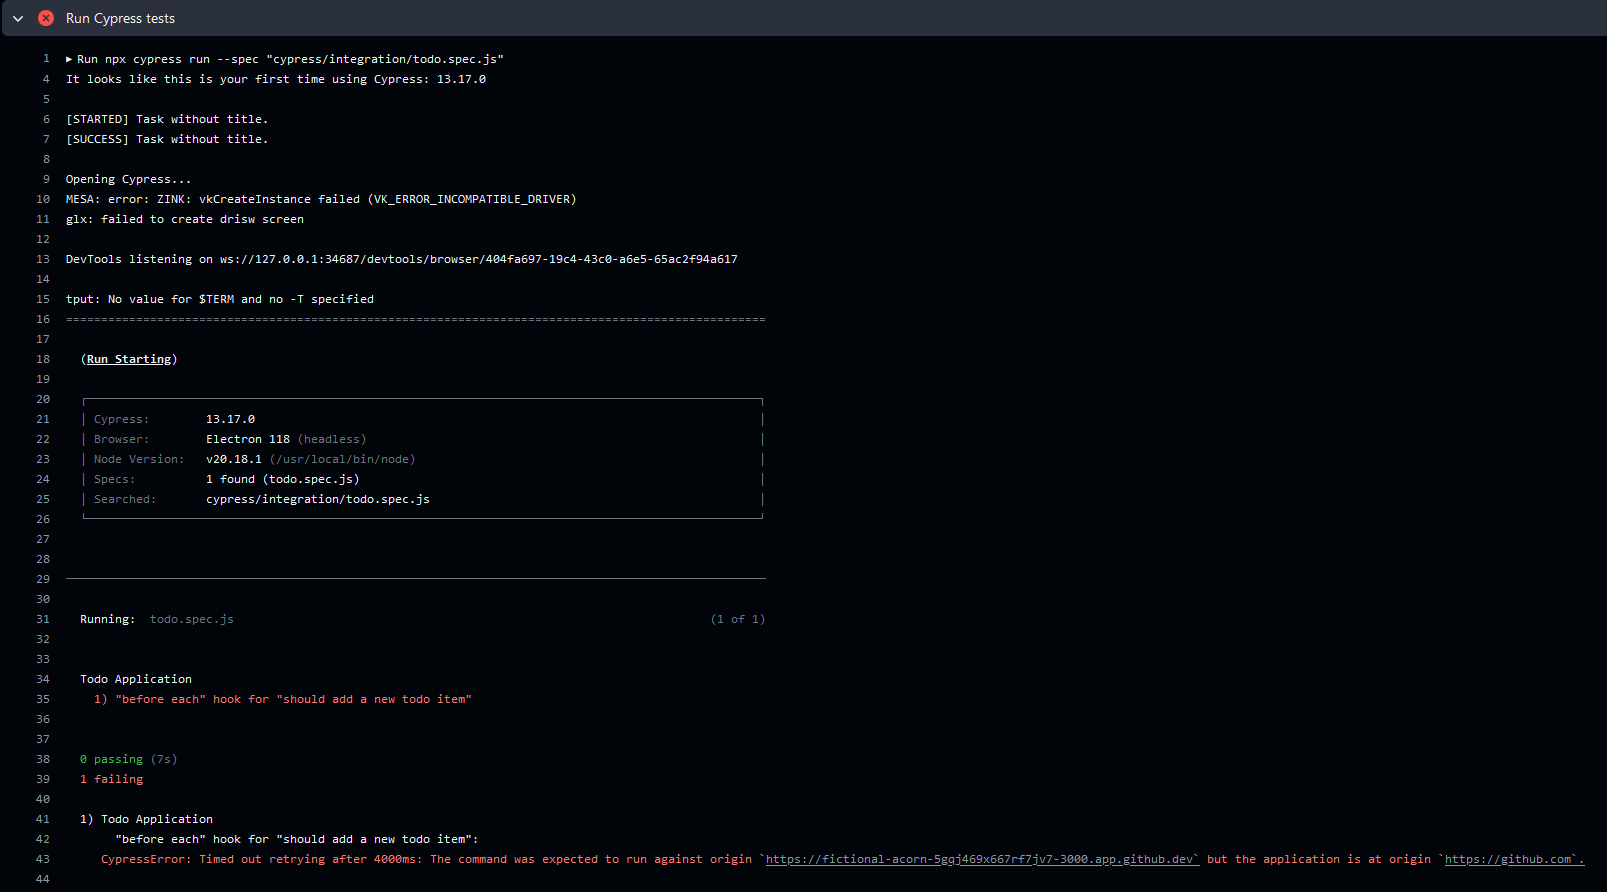 Run Cypress tests
1 Run npx cypress run --spec "cypress/integration/todo.spec.js"
4 It looks like this is your first time using Cypress: 13.17.0
5
6 [STARTED] Task without title.
7 [SUCCESS] Task without title.
8
9 Opening Cypress...
10 MESA: error: ZINK: vkCreateInstance failed (VK_ERROR_INCOMPATIBLE_DRIVER)
11 glx: failed to create drisw screen
12
13 DevTools listening on ws://127.0.0.1:34687/devtools/browser/404fa697-19c4-43c0-a6e5-65ac2f94a617
14
15 tput: No value for $TERM and no -T specified
16 ====================================================================================================
17
18 (Run Starting)
19
20
21 Cypress: 13.17.0
22 Browser: Electron 118 (headless)
23 Node Version: v20.18.1 (/usr/local/bin/node)
24 Specs: 1 found (todo.spec.js)
25 Searched: cypress/integration/todo.spec.js
26
27
28
29
30
31 Running: todo.spec.js (1 of 1)
32
33
34 Todo Application
35 1) "before each" hook for "should add a new todo item"
36
37
38 0 passing (7s)
39 1 failing
40
41 1) Todo Application
42 "before each" hook for "should add a new todo item":
43 CypressError: Timed out retrying after 4000ms: The command was expected to run against origin `https://fictional-acorn-5gqj469x667rf7jv7-3000.app.github.dev` but the application is at origin `https://github.com`.
44